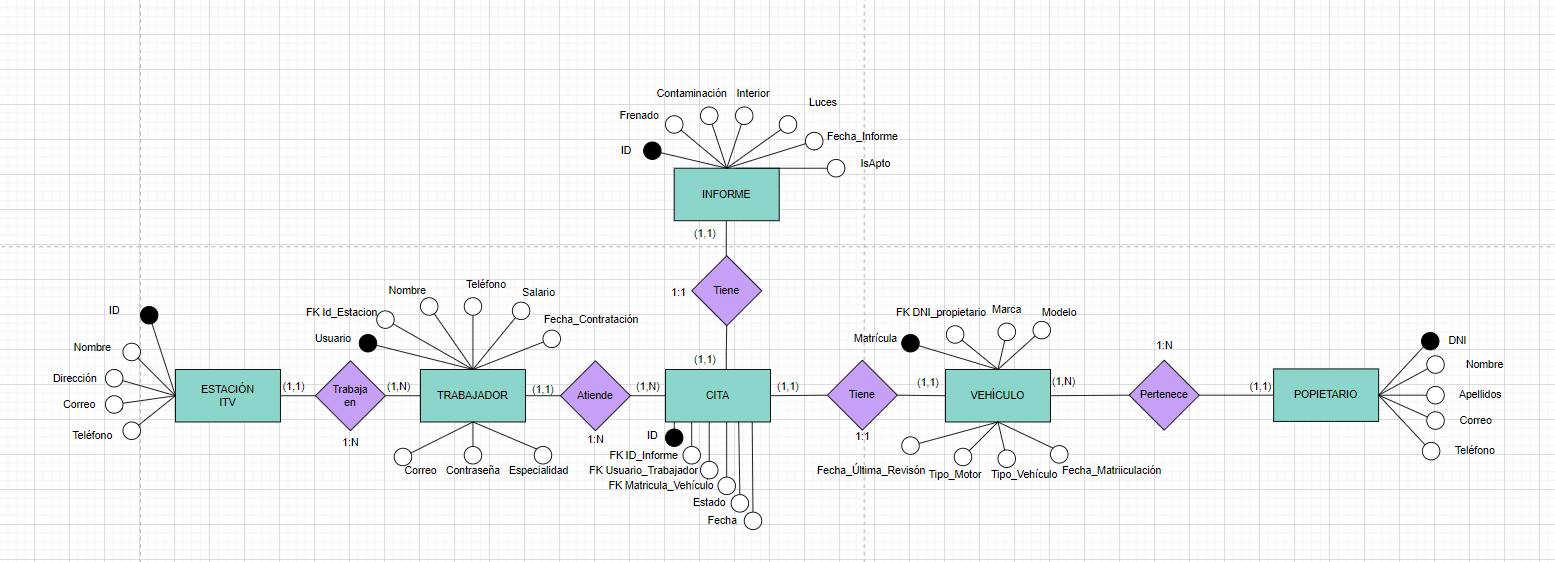 Contaminación
Interior
Luces
Frenado
Fecha_Informe
ID
IsApto
INFORME
(1,1)
1:1
Tiene
(1,1)
ID
Nombre
Dirección
Correo
Teléfono
ESTACIÓN
ITV
(1,1)
Trabaja
en
1:N
(1,N)
Usuario
FK Id_Estacion
Nombre
Teléfono
Salario
Fecha_Contratación
TRABAJADOR
Correo
Contraseña
Especialidad
(1,1)
Atiende
1:N
(1,N)
CITA
ID
FK ID_Informe
FK Usuario_Trabajador
FK Matricula_Vehículo
Estado
Fecha
(1,1)
Tiene
1:1
(1,1)
Matrícula
FK DNI_propietario
Marca
Modelo
VEHÍCULO
Fecha_Última_Revisón
Tipo_Motor
Tipo_Vehículo
Fecha_Matriiculación
(1,N)
1:N
Pertenece
(1,1)
POPIETARIO
DNI
Nombre
Apellidos
Correo
Teléfono